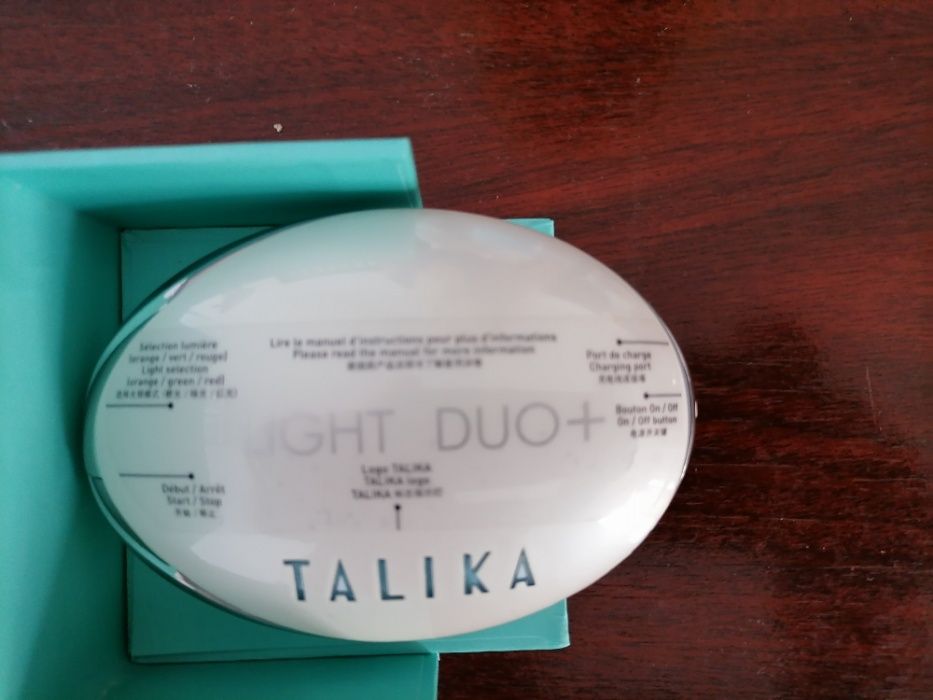 Sélection lumière
(orange / vert / rouge)
Light selection
(orange / green / red)
Lire le manuel d'instructions pour plus d'informations
Please read the manual for more information
Port de charge
Charging port
Bouton On / Off
On / Off button
LIGHT DUO+
Logo TALIKA
TALIKA logo
TALIKA
Début / Arrêt
Start / Stop
TALIKA